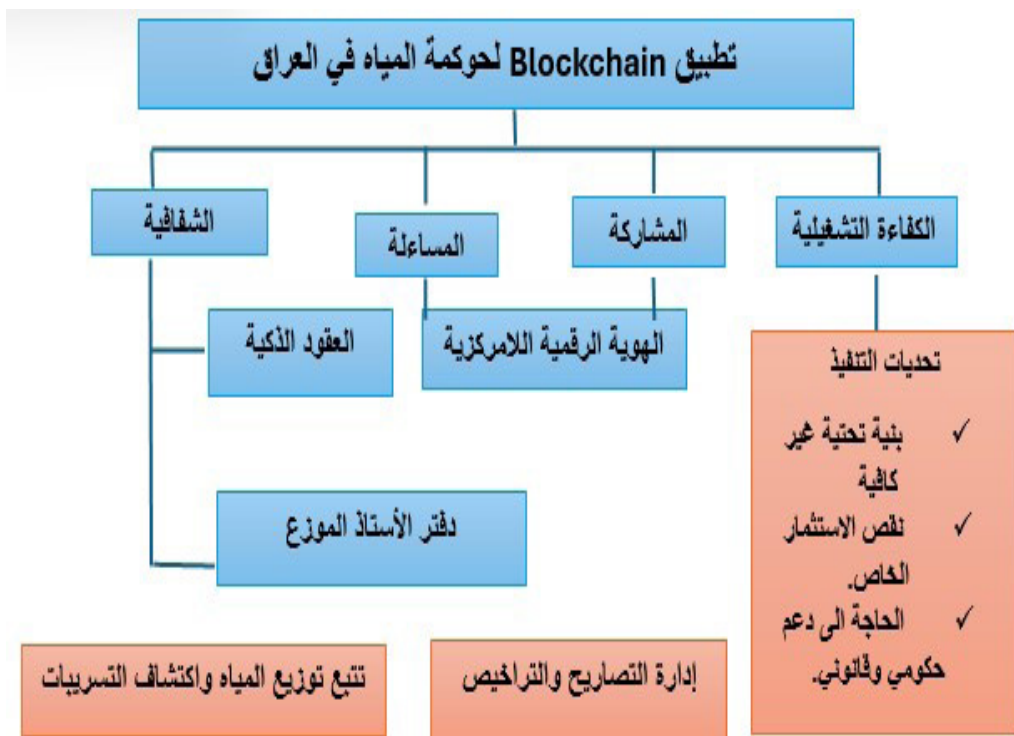 تطبيق Blockchain لحوكمة المياه في العراق
الكفاءة التشغيلية
المشاركة
المساءلة
الشفافية
الهوية الرقمية اللامركزية
العقود الذكية
دفتر الأستاذ الموزع
تحديات التنفيذ
✓ بنية تحتية غير
كافية
✓ نقص الاستثمار
الخاص.
✓ الحاجة الى دعم
حكومي وقانوني.
إدارة التصاريح والتراخيص
تتبع توزيع المياه واكتشاف التسريبات